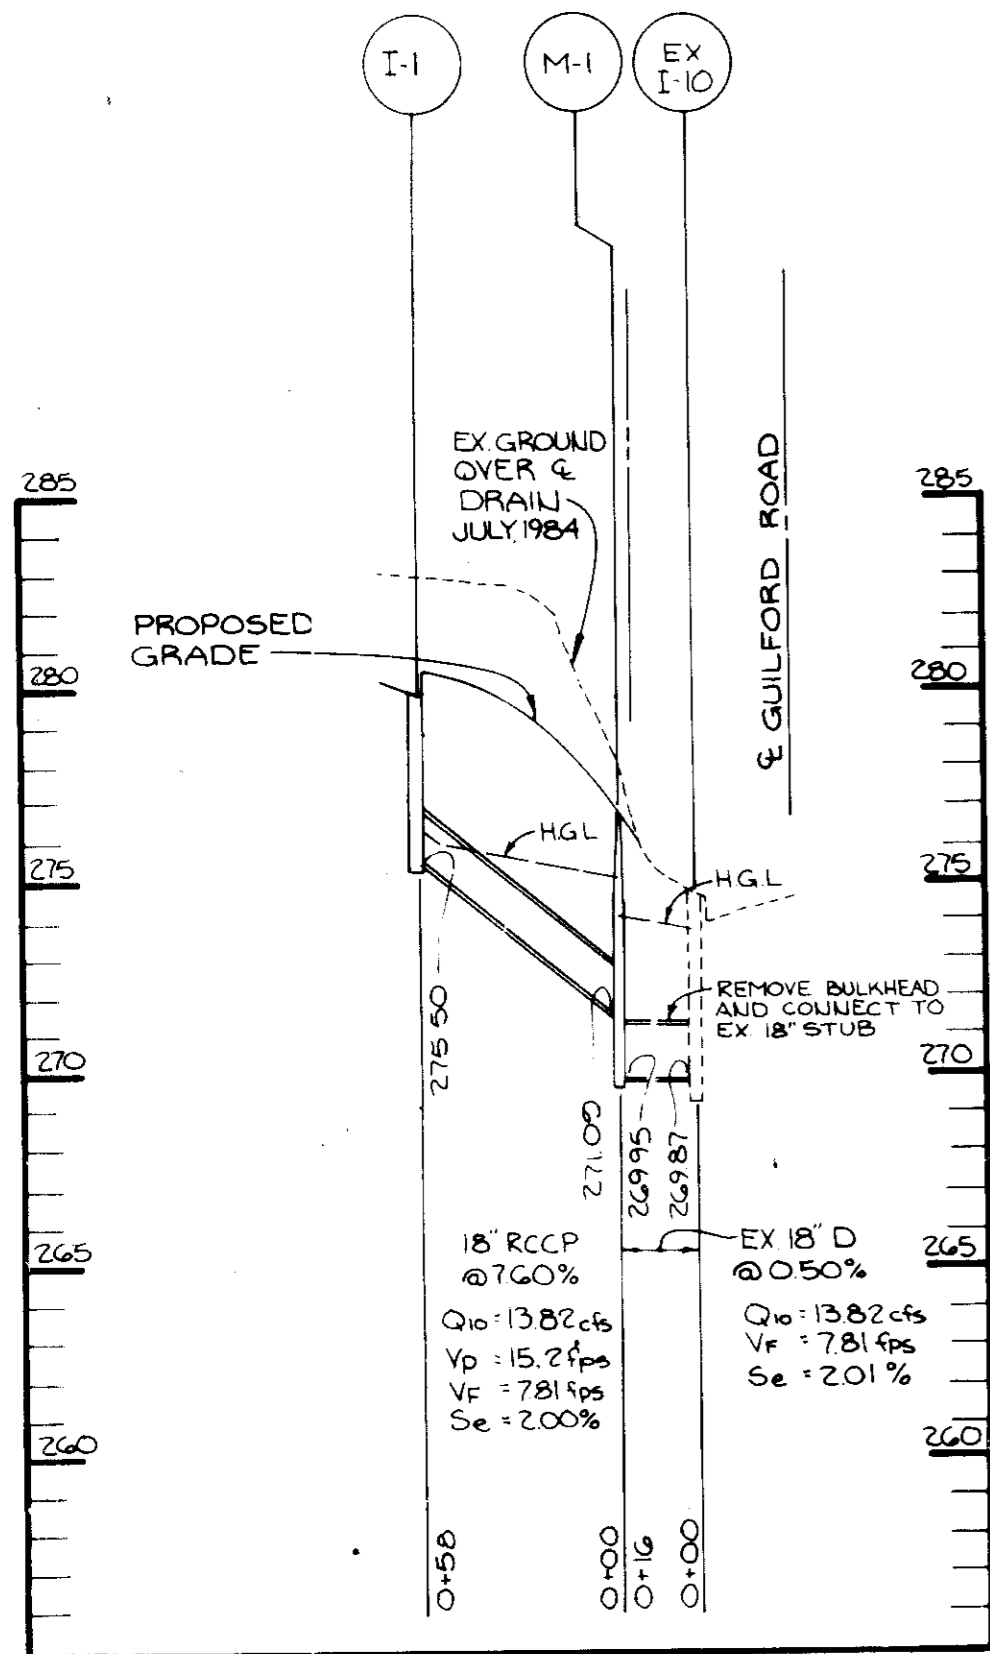 I-1
M-1
EX
I-10
EX. GROUND
OVER ℄
DRAIN
JULY, 1984
℄ GUILFORD ROAD
PROPOSED
GRADE
285
280
275
270
265
260
285
280
275
270
265
260
H.G.L
H.G.L
REMOVE BULKHEAD
AND CONNECT TO
EX. 18" STUB
275.50
271.09
269.95
269.87
18" RCCP
@ 7.60%
Q10 = 13.82 cfs
Vp = 15.2 fps
VF = 7.81 fps
Se = 2.00%
EX. 18" D
@ 0.50%
Q10 = 13.82 cfs
VF = 7.81 fps
Se = 2.01%
0+58
0+00
0+16
0+00